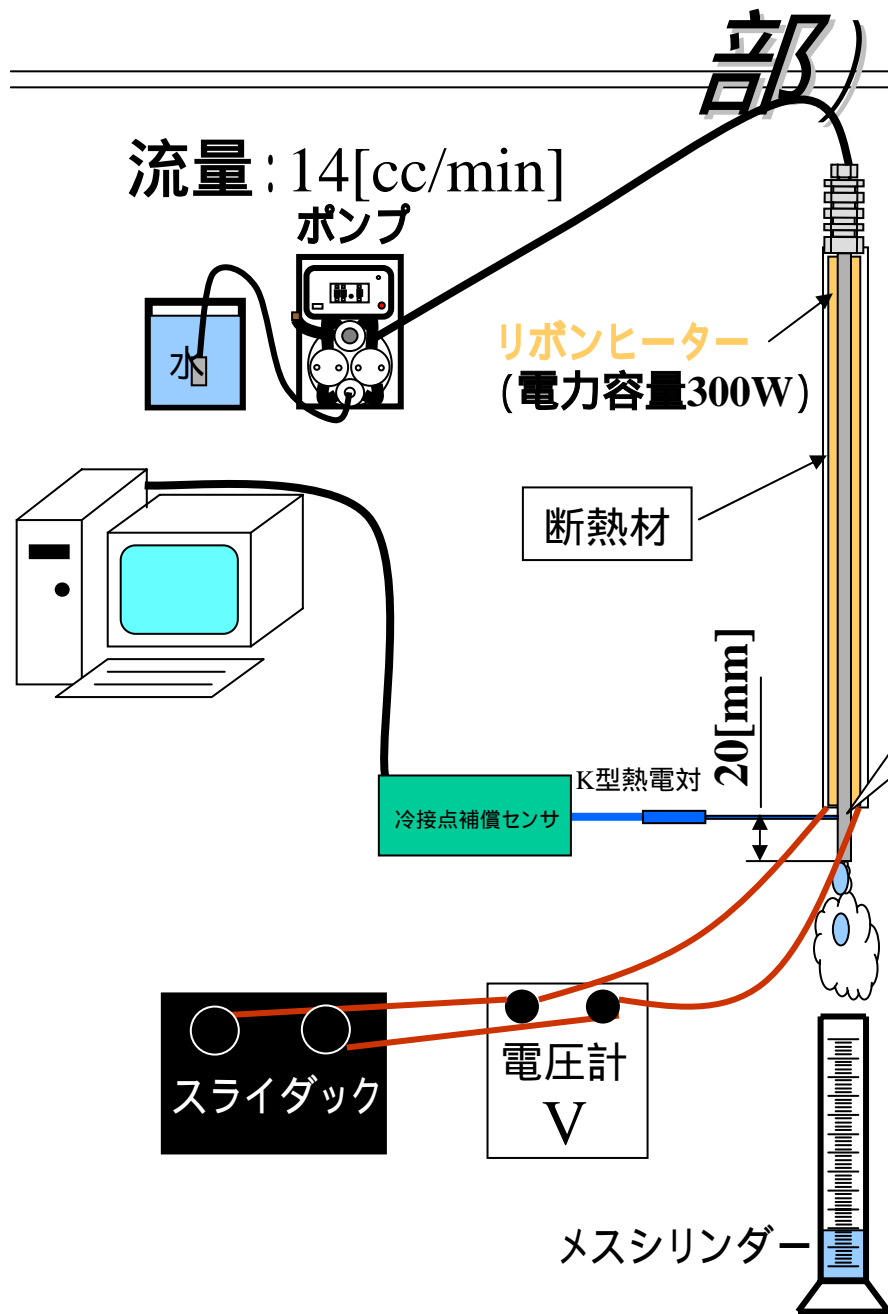 部)
流量:14[cc/min]
ポンプ
水
リボンヒーター
(電力容量300W)
断熱材
20[mm]
K型熱電対
冷接点補償センサ
スライダック
電圧計
V
メスシリンダー